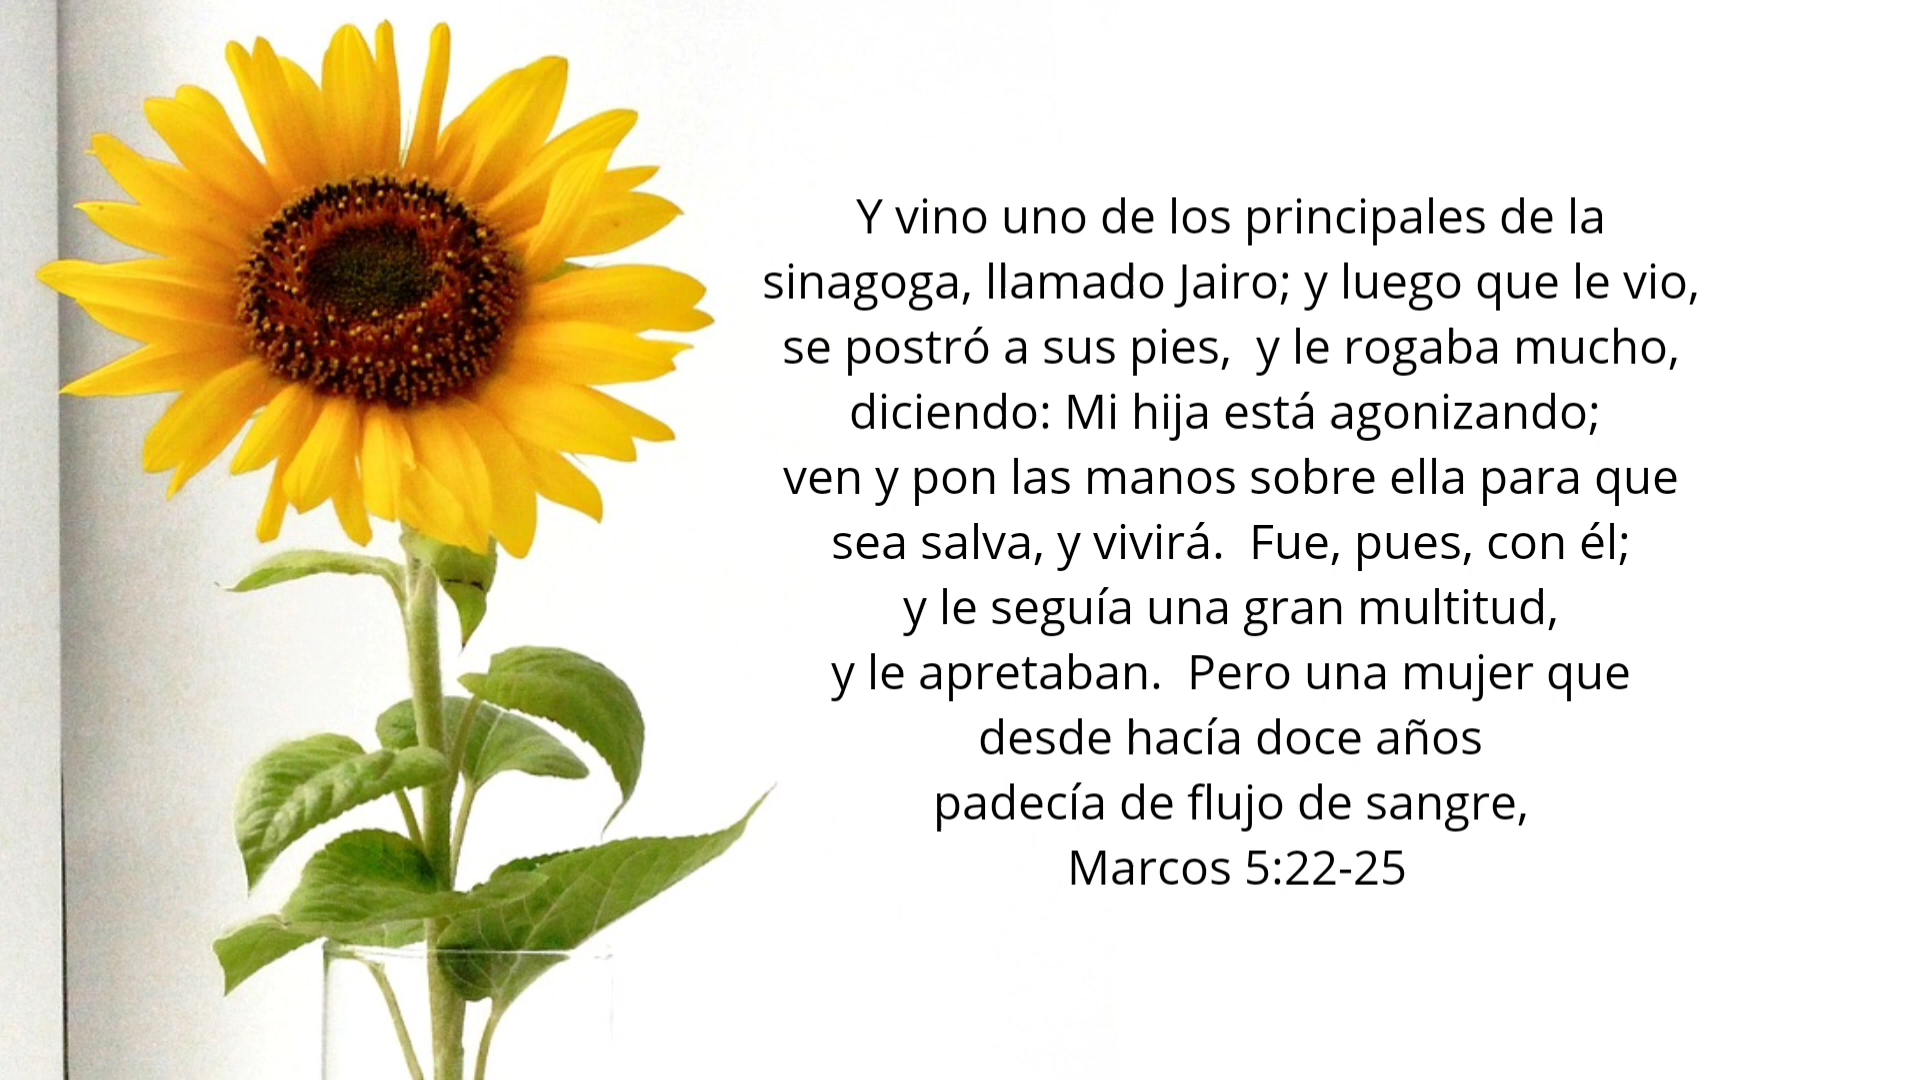 Y vino uno de los principales de la
sinagoga, llamado Jairo; y luego que le vio,
se postró a sus pies,  y le rogaba mucho,
diciendo: Mi hija está agonizando;
ven y pon las manos sobre ella para que
sea salva, y vivirá.  Fue, pues, con él;
y le seguía una gran multitud,
y le apretaban.  Pero una mujer que
desde hacía doce años
padecía de flujo de sangre,
Marcos 5:22-25